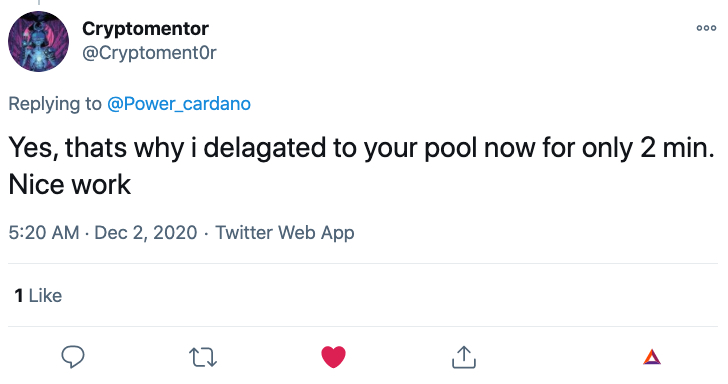 Cryptomentor
@Cryptoment0r
Replying to @Power_cardano
Yes, thats why i delagated to your pool now for only 2 min.
Nice work
5:20 AM · Dec 2, 2020 · Twitter Web App
1 Like